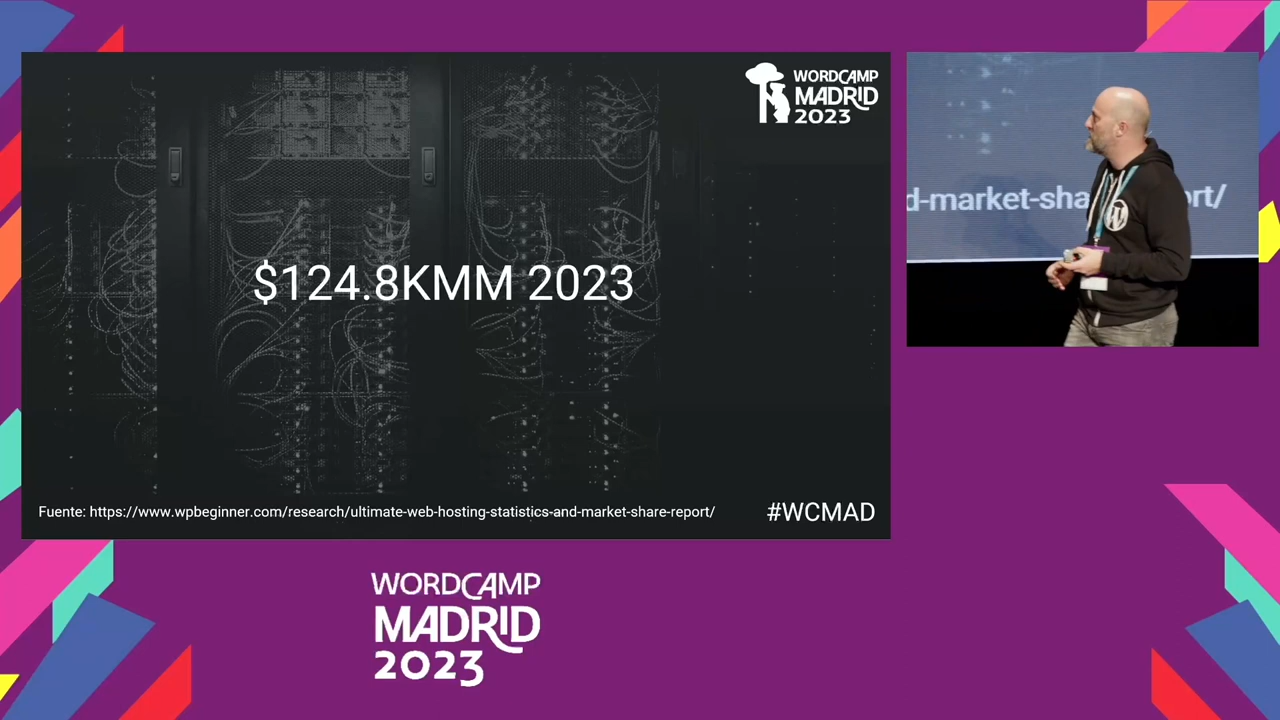 WORDCAMP
MADRID
2023
$124.8KMM 2023
Fuente: https://www.wpbeginner.com/research/ultimate-web-hosting-statistics-and-market-share-report/
#WCMAD
d-market-sha
ort/
WORDCAMP
MADRID
2023